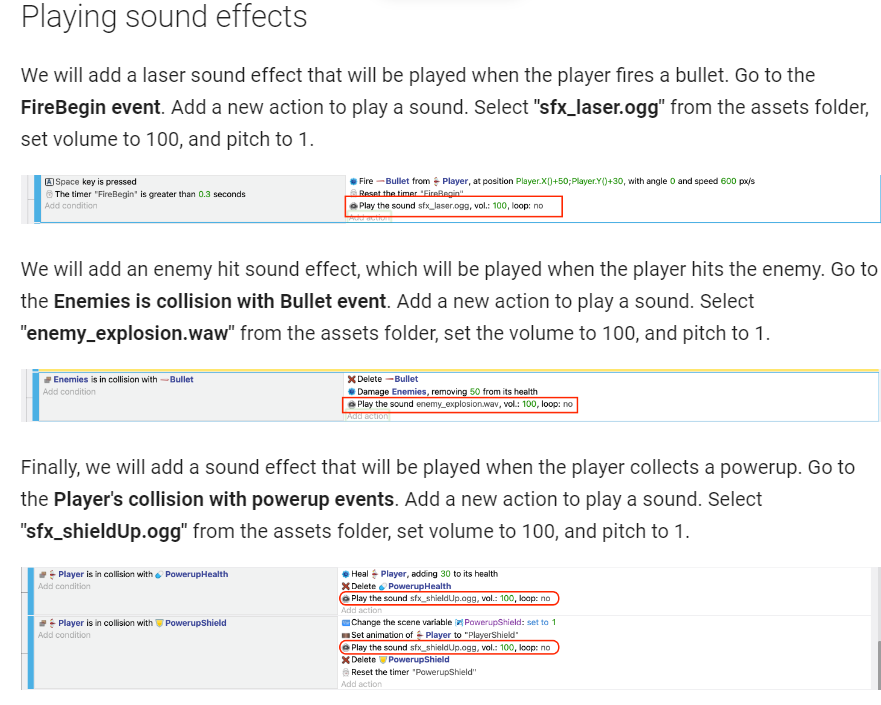 Playing sound effects
We will add a laser sound effect that will be played when the player fires a bullet. Go to the
FireBegin event. Add a new action to play a sound. Select "sfx_laser.ogg" from the assets folder,
set volume to 100, and pitch to 1.
Space key is pressed
The timer "FireBegin" is greater than 0.3 seconds
Add condition
Fire Bullet from Player, at position Player.X()+50;Player.Y()+30, with angle 0 and speed 600 px/s
Reset the timer "FireBegin"
Play the sound sfx_laser.ogg, vol.: 100, loop: no
Add action
We will add an enemy hit sound effect, which will be played when the player hits the enemy. Go to
the Enemies is collision with Bullet event. Add a new action to play a sound. Select
"enemy_explosion.waw" from the assets folder, set the volume to 100, and pitch to 1.
Enemies is in collision with Bullet
Add condition
Delete Bullet
Damage Enemies, removing 50 from its health
Play the sound enemy_explosion.wav, vol.: 100, loop: no
Add action
Finally, we will add a sound effect that will be played when the player collects a powerup. Go to
the Player's collision with powerup events. Add a new action to play a sound. Select
"sfx_shieldUp.ogg" from the assets folder, set volume to 100, and pitch to 1.
Player is in collision with PowerupHealth
Add condition
Heal Player, adding 30 to its health
Delete PowerupHealth
Play the sound sfx_shieldUp.ogg, vol.: 100, loop: no
Add action
Player is in collision with PowerupShield
Add condition
Change the scene variable PowerupShield: set to 1
Set animation of Player to "PlayerShield"
Play the sound sfx_shieldUp.ogg, vol.: 100, loop: no
Delete PowerupShield
Reset the timer "PowerupShield"
Add action